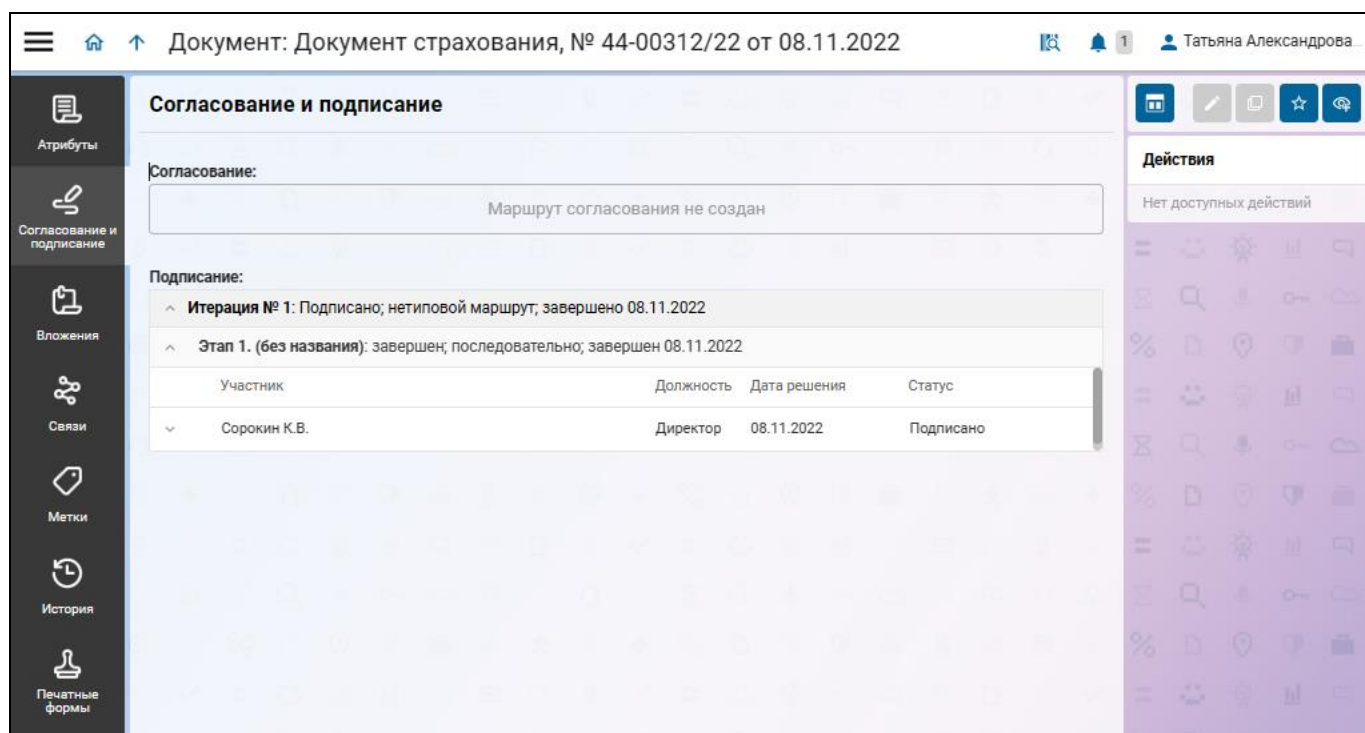 Документ: Документ страхования, № 44-00312/22 от 08.11.2022
1
Татьяна Александрова...
Атрибуты
Согласование и
подписание
Вложения
Связи
Метки
История
Печатные
формы
Согласование и подписание
Согласование:
Маршрут согласования не создан
Подписание:
Итерация № 1: Подписано; нетиповой маршрут; завершено 08.11.2022
Этап 1. (без названия): завершен; последовательно; завершен 08.11.2022
Участник Должность Дата решения Статус
Сорокин К.В. Директор 08.11.2022 Подписано
Действия
Нет доступных действий